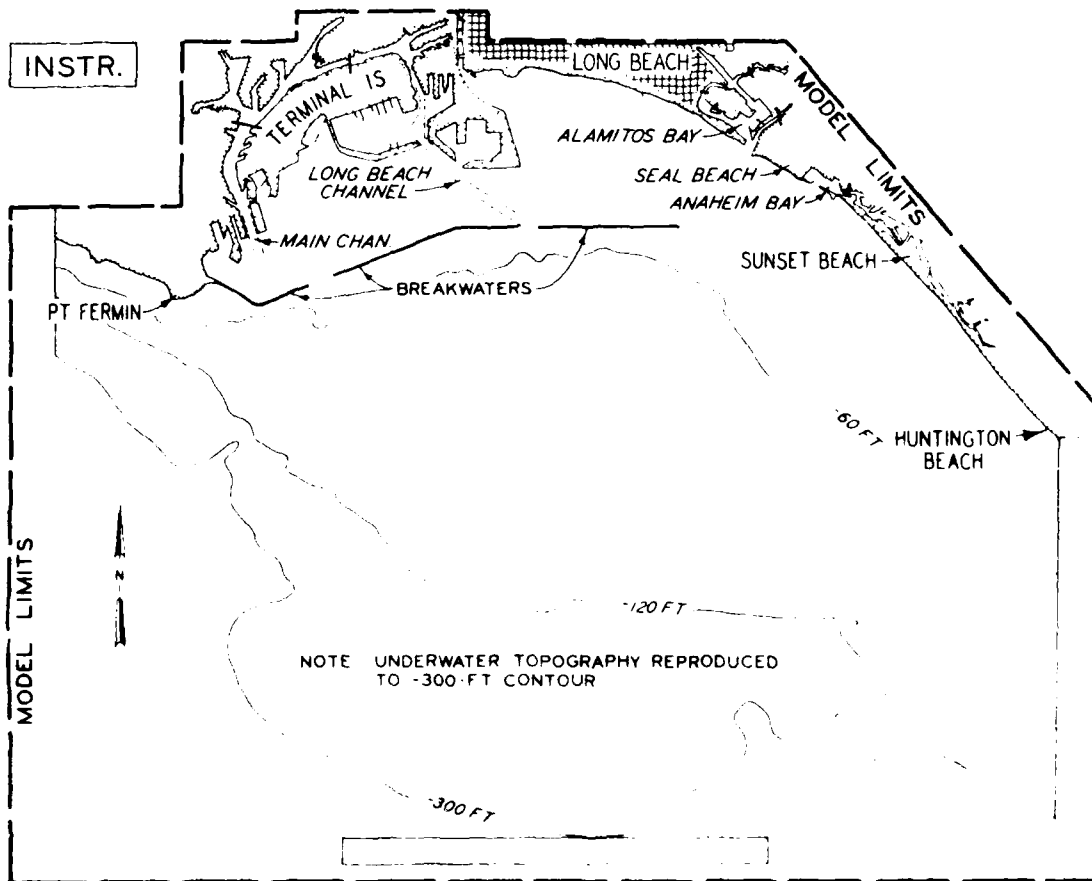 INSTR.
LONG BEACH
TERMINAL IS
MODEL LIMITS
ALAMITOS BAY
LONG BEACH
CHANNEL
SEAL BEACH
ANAHEIM BAY
MAIN CHAN.
SUNSET BEACH
BREAKWATERS
PT FERMIN
-60 FT
HUNTINGTON
BEACH
MODEL LIMITS
N
-120 FT
NOTE UNDERWATER TOPOGRAPHY REPRODUCED
TO -300-FT CONTOUR
-300 FT